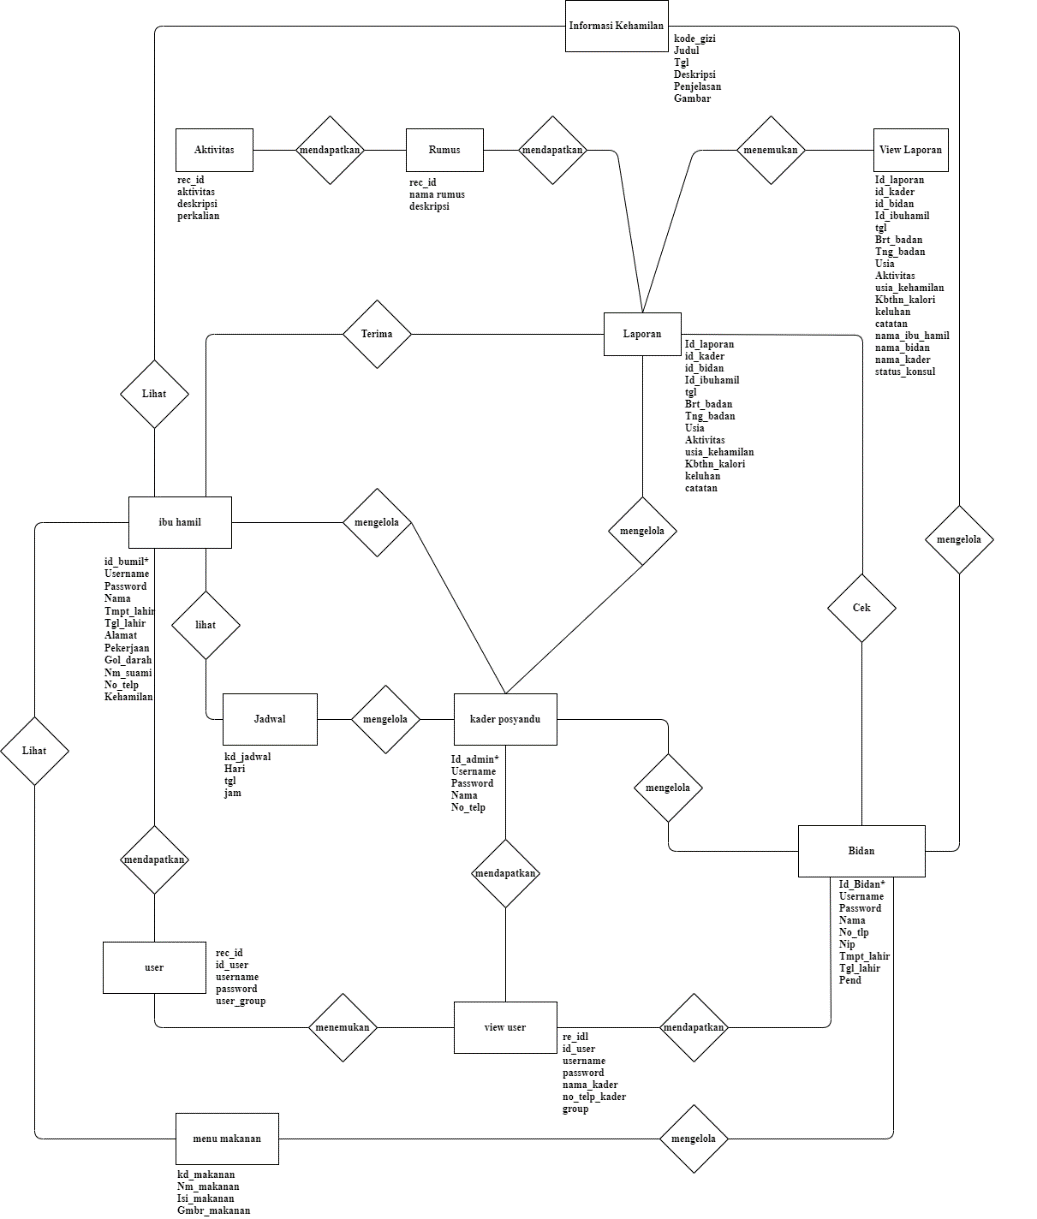 Informasi Kehamilan
kode_gizi
Judul
Tgl
Deskripsi
Penjelasan
Gambar
Aktivitas
mendapatkan
Rumus
mendapatkan
menemukan
View Laporan
rec_id
aktivitas
deskripsi
perkalian
rec_id
nama rumus
deskripsi
Id_laporan
id_kader
id_bidan
Id_ibuhamil
tgl
Brt_badan
Tng_badan
Usia
Aktivitas
usia_kehamilan
Kbthn_kalori
keluhan
catatan
nama_ibu_hamil
nama_bidan
nama_kader
status_konsul
Terima
Laporan
Id_laporan
id_kader
id_bidan
Id_ibuhamil
tgl
Brt_badan
Tng_badan
Usia
Aktivitas
usia_kehamilan
Kbthn_kalori
keluhan
catatan
Lihat
ibu hamil
mengelola
mengelola
mengelola
id_bumil*
Username
Password
Nama
Tmpt_lahir
Tgl_lahir
Alamat
Pekerjaan
Gol_darah
Nm_suami
No_telp
Kehamilan
lihat
Cek
Jadwal
mengelola
kader posyandu
kd_jadwal
Hari
tgl
jam
Id_admin*
Username
Password
Nama
No_telp
Lihat
mengelola
Bidan
Id_Bidan*
Username
Password
Nama
No_tlp
Nip
Tmpt_lahir
Tgl_lahir
Pend
mendapatkan
mendapatkan
user
rec_id
id_user
username
password
user_group
menemukan
view user
mendapatkan
re_idl
id_user
username
password
nama_kader
no_telp_kader
group
menu makanan
mengelola
kd_makanan
Nm_makanan
Isi_makanan
Gmbr_makanan